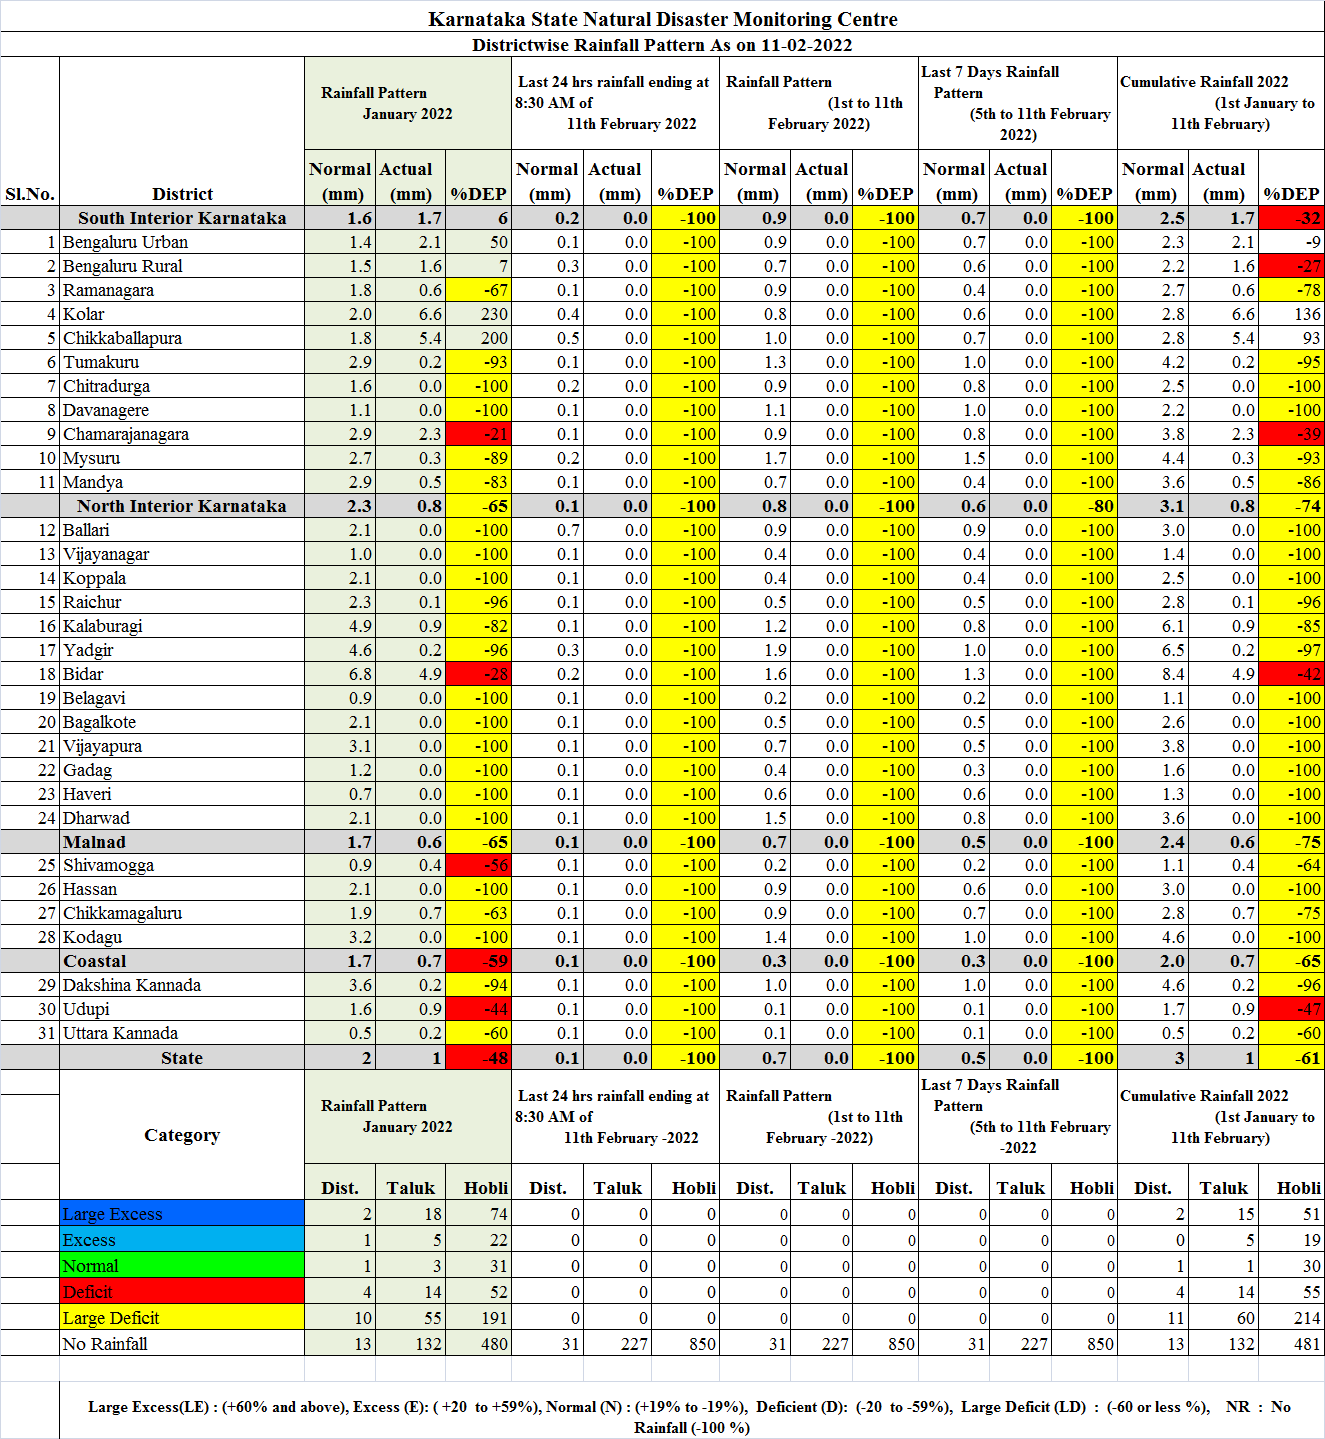 Karnataka State Natural Disaster Monitoring Centre
Districtwise Rainfall Pattern As on 11-02-2022
Sl.No. District Rainfall Pattern January 2022 Last 24 hrs rainfall ending at 8:30 AM of 11th February 2022 Rainfall Pattern (1st to 11th February 2022) Last 7 Days Rainfall Pattern (5th to 11th February 2022) Cumulative Rainfall 2022 (1st January to 11th February)
Normal (mm) Actual (mm) %DEP Normal (mm) Actual (mm) %DEP Normal (mm) Actual (mm) %DEP Normal (mm) Actual (mm) %DEP Normal (mm) Actual (mm) %DEP
South Interior Karnataka 1.6 1.7 6 0.2 0.0 -100 0.9 0.0 -100 0.7 0.0 -100 2.5 1.7 -32
1 Bengaluru Urban 1.4 2.1 50 0.1 0.0 -100 0.9 0.0 -100 0.7 0.0 -100 2.3 2.1 -9
2 Bengaluru Rural 1.5 1.6 7 0.3 0.0 -100 0.7 0.0 -100 0.6 0.0 -100 2.2 1.6 -27
3 Ramanagara 1.8 0.6 -67 0.1 0.0 -100 0.9 0.0 -100 0.4 0.0 -100 2.7 0.6 -78
4 Kolar 2.0 6.6 230 0.4 0.0 -100 0.8 0.0 -100 0.6 0.0 -100 2.8 6.6 136
5 Chikkaballapura 1.8 5.4 200 0.5 0.0 -100 1.0 0.0 -100 0.7 0.0 -100 2.8 5.4 93
6 Tumakuru 2.9 0.2 -93 0.1 0.0 -100 1.3 0.0 -100 1.0 0.0 -100 4.2 0.2 -95
7 Chitradurga 1.6 0.0 -100 0.2 0.0 -100 0.9 0.0 -100 0.8 0.0 -100 2.5 0.0 -100
8 Davanagere 1.1 0.0 -100 0.1 0.0 -100 1.1 0.0 -100 1.0 0.0 -100 2.2 0.0 -100
9 Chamarajanagara 2.9 2.3 -21 0.1 0.0 -100 0.9 0.0 -100 0.8 0.0 -100 3.8 2.3 -39
10 Mysuru 2.7 0.3 -89 0.2 0.0 -100 1.7 0.0 -100 1.5 0.0 -100 4.4 0.3 -93
11 Mandya 2.9 0.5 -83 0.1 0.0 -100 0.7 0.0 -100 0.4 0.0 -100 3.6 0.5 -86
North Interior Karnataka 2.3 0.8 -65 0.1 0.0 -100 0.8 0.0 -100 0.6 0.0 -80 3.1 0.8 -74
12 Ballari 2.1 0.0 -100 0.7 0.0 -100 0.9 0.0 -100 0.9 0.0 -100 3.0 0.0 -100
13 Vijayanagar 1.0 0.0 -100 0.1 0.0 -100 0.4 0.0 -100 0.4 0.0 -100 1.4 0.0 -100
14 Koppala 2.1 0.0 -100 0.1 0.0 -100 0.4 0.0 -100 0.4 0.0 -100 2.5 0.0 -100
15 Raichur 2.3 0.1 -96 0.1 0.0 -100 0.5 0.0 -100 0.5 0.0 -100 2.8 0.1 -96
16 Kalaburagi 4.9 0.9 -82 0.1 0.0 -100 1.2 0.0 -100 0.8 0.0 -100 6.1 0.9 -85
17 Yadgir 4.6 0.2 -96 0.3 0.0 -100 1.9 0.0 -100 1.0 0.0 -100 6.5 0.2 -97
18 Bidar 6.8 4.9 -28 0.2 0.0 -100 1.6 0.0 -100 1.3 0.0 -100 8.4 4.9 -42
19 Belagavi 0.9 0.0 -100 0.1 0.0 -100 0.2 0.0 -100 0.2 0.0 -100 1.1 0.0 -100
20 Bagalkote 2.1 0.0 -100 0.1 0.0 -100 0.5 0.0 -100 0.5 0.0 -100 2.6 0.0 -100
21 Vijayapura 3.1 0.0 -100 0.1 0.0 -100 0.7 0.0 -100 0.5 0.0 -100 3.8 0.0 -100
22 Gadag 1.2 0.0 -100 0.1 0.0 -100 0.4 0.0 -100 0.3 0.0 -100 1.6 0.0 -100
23 Haveri 0.7 0.0 -100 0.1 0.0 -100 0.6 0.0 -100 0.6 0.0 -100 1.3 0.0 -100
24 Dharwad 2.1 0.0 -100 0.1 0.0 -100 1.5 0.0 -100 0.8 0.0 -100 3.6 0.0 -100
Malnad 1.7 0.6 -65 0.1 0.0 -100 0.7 0.0 -100 0.5 0.0 -100 2.4 0.6 -75
25 Shivamogga 0.9 0.4 -56 0.1 0.0 -100 0.2 0.0 -100 0.2 0.0 -100 1.1 0.4 -64
26 Hassan 2.1 0.0 -100 0.1 0.0 -100 0.9 0.0 -100 0.6 0.0 -100 3.0 0.0 -100
27 Chikkamagaluru 1.9 0.7 -63 0.1 0.0 -100 0.9 0.0 -100 0.7 0.0 -100 2.8 0.7 -75
28 Kodagu 3.2 0.0 -100 0.1 0.0 -100 1.4 0.0 -100 1.0 0.0 -100 4.6 0.0 -100
Coastal 1.7 0.7 -59 0.1 0.0 -100 0.3 0.0 -100 0.3 0.0 -100 2.0 0.7 -65
29 Dakshina Kannada 3.6 0.2 -94 0.1 0.0 -100 1.0 0.0 -100 1.0 0.0 -100 4.6 0.2 -96
30 Udupi 1.6 0.9 -44 0.1 0.0 -100 0.1 0.0 -100 0.1 0.0 -100 1.7 0.9 -47
31 Uttara Kannada 0.5 0.2 -60 0.1 0.0 -100 0.1 0.0 -100 0.1 0.0 -100 0.5 0.2 -60
State 2 1 -48 0.1 0.0 -100 0.7 0.0 -100 0.5 0.0 -100 3 1 -61
Category Rainfall Pattern January 2022 Last 24 hrs rainfall ending at 8:30 AM of 11th February -2022 Rainfall Pattern (1st to 11th February -2022) Last 7 Days Rainfall Pattern (5th to 11th February -2022 Cumulative Rainfall 2022 (1st January to 11th February)
Dist. Taluk Hobli Dist. Taluk Hobli Dist. Taluk Hobli Dist. Taluk Hobli Dist. Taluk Hobli
Large Excess 2 18 74 0 0 0 0 0 0 0 0 0 2 15 51
Excess 1 5 22 0 0 0 0 0 0 0 0 0 0 5 19
Normal 1 3 31 0 0 0 0 0 0 0 0 0 1 1 30
Deficit 4 14 52 0 0 0 0 0 0 0 0 0 4 14 55
Large Deficit 10 55 191 0 0 0 0 0 0 0 0 0 11 60 214
No Rainfall 13 132 480 31 227 850 31 227 850 31 227 850 13 132 481
Large Excess(LE) : (+60% and above), Excess (E): ( +20 to +59%), Normal (N) : (+19% to -19%), Deficient (D): (-20 to -59%), Large Deficit (LD) : (-60 or less %), NR : No
Rainfall (-100 %)